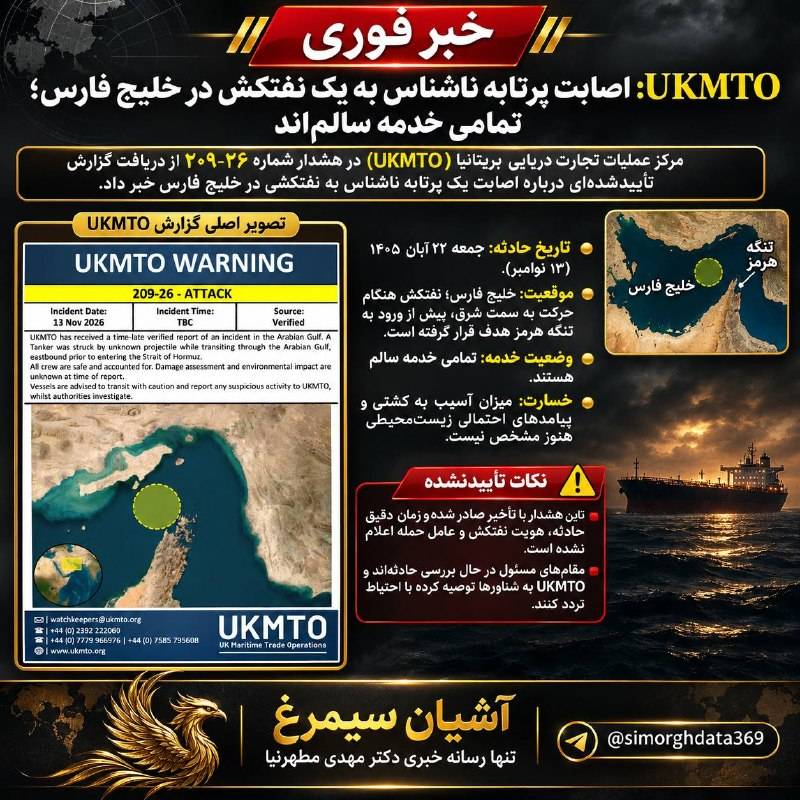 خبر فوری
UKMTO: اصابت پرتابه ناشناس به یک نفتکش در خلیج فارس؛
تمامی خدمه سالم‌اند
مرکز عملیات تجارت دریایی بریتانیا (UKMTO) در هشدار شماره ۲۶-۲۰۹ از دریافت گزارش
تأییدشده‌ای درباره اصابت یک پرتابه ناشناس به نفتکشی در خلیج فارس خبر داد.
تصویر اصلی گزارش UKMTO
UKMTO WARNING
209-26 - ATTACK
Incident Date:
13 Nov 2026
Incident Time:
TBC
Source:
Verified
UKMTO has received a time-late verified report of an incident in the Arabian Gulf. A
Tanker was struck by unknown projectile while transiting through the Arabian Gulf,
eastbound prior to entering the Strait of Hormuz.
All crew are safe and accounted for. Damage assessment and environmental impact are
unknown at time of report.
Vessels are advised to transit with caution and report any suspicious activity to UKMTO,
whilst authorities investigate.
| watchkeepers@ukmto.org
| +44 (0) 2392 222060
| +44 (0) 7779 966976 | +44 (0) 7585 795608
| www.ukmto.org
UKMTO
UK Maritime Trade Operations
تاریخ حادثه: جمعه ۲۲ آبان ۱۴۰۵
(۱۳ نوامبر).
موقعیت: خلیج فارس؛ نفتکش هنگام
حرکت به سمت شرق، پیش از ورود به
تنگه هرمز هدف قرار گرفته است.
وضعیت خدمه: تمامی خدمه سالم
هستند.
خسارت: میزان آسیب به کشتی و
پیامدهای احتمالی زیست‌محیطی
هنوز مشخص نیست.
تنگه
هرمز
خلیج فارس
نکات تأییدنشده
تاین هشدار با تأخیر صادر شده و زمان دقیق
حادثه، هویت نفتکش و عامل حمله اعلام
نشده است.
مقام‌های مسئول در حال بررسی حادثه‌اند و
UKMTO به شناورها توصیه کرده با احتیاط
تردد کنند.
آشیان سیمرغ
تنها رسانه خبری دکتر مهدی مطهرنیا
@simorghdata369